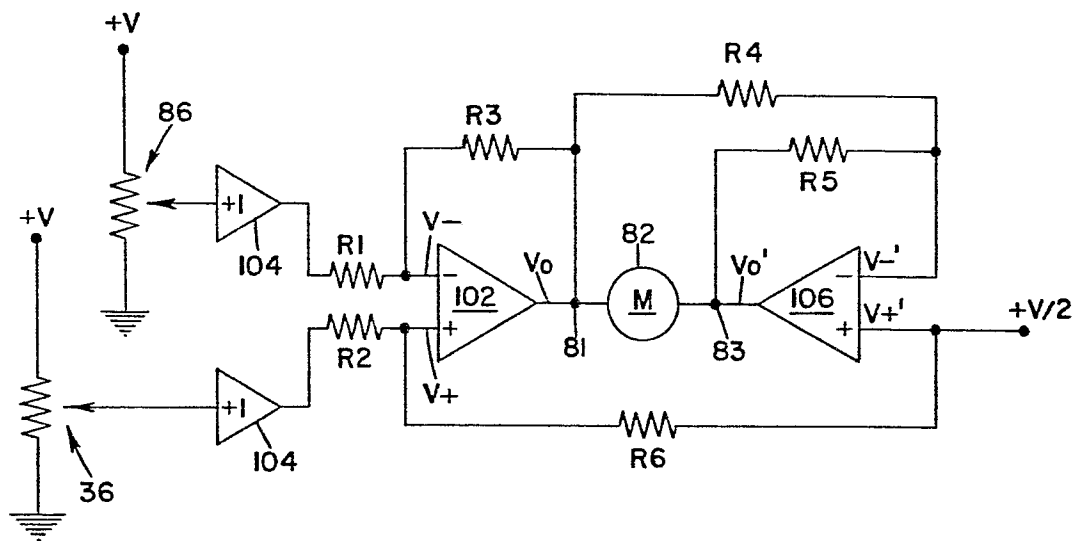 +V
86
+V
+1
104
R1
R2
+1
104
36
R3
V-
-
102
+
V+
Vo
81
82
M
83
Vo'
R4
R5
106
-
+
V-'
V+'
+V/2
R6